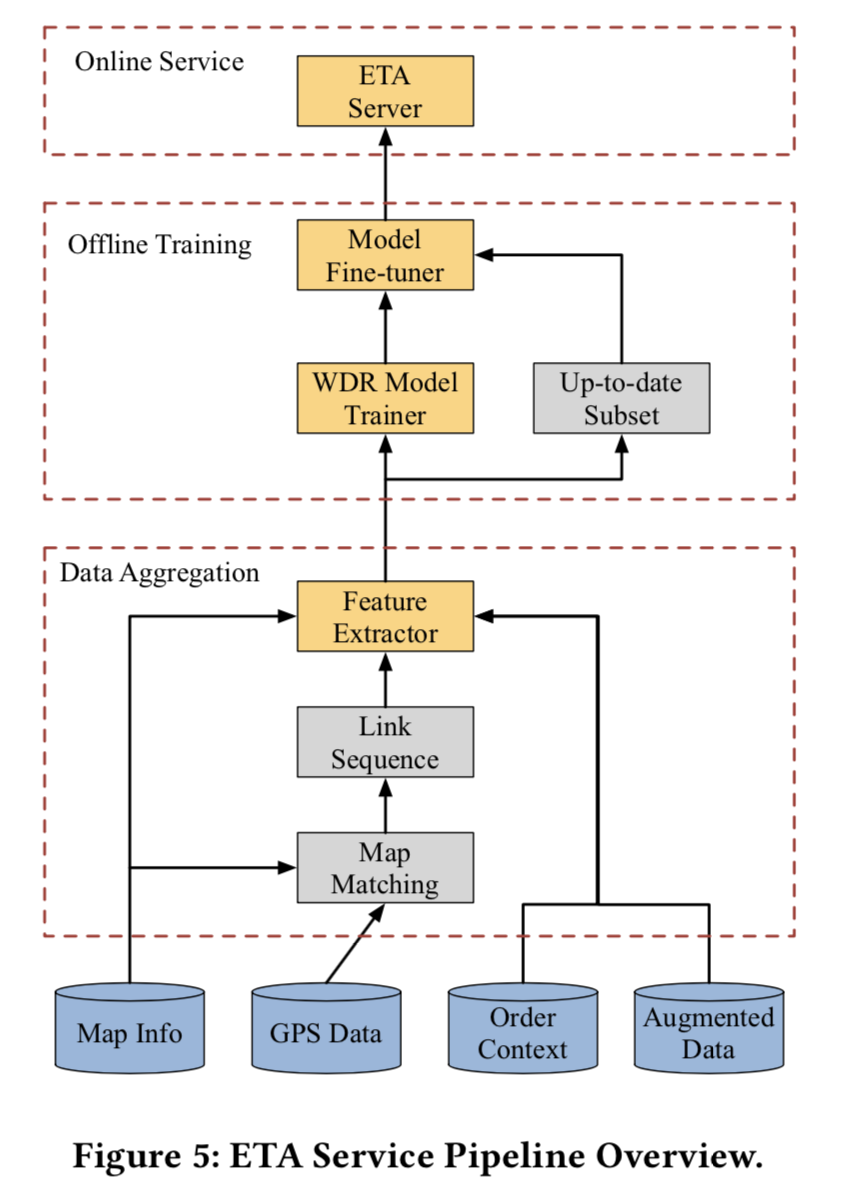 Online Service
ETA
Server
Offline Training
Model
Fine-tuner
WDR Model
Trainer
Up-to-date
Subset
Data Aggregation
Feature
Extractor
Link
Sequence
Map
Matching
Map Info
GPS Data
Order
Context
Augmented
Data
Figure 5: ETA Service Pipeline Overview.